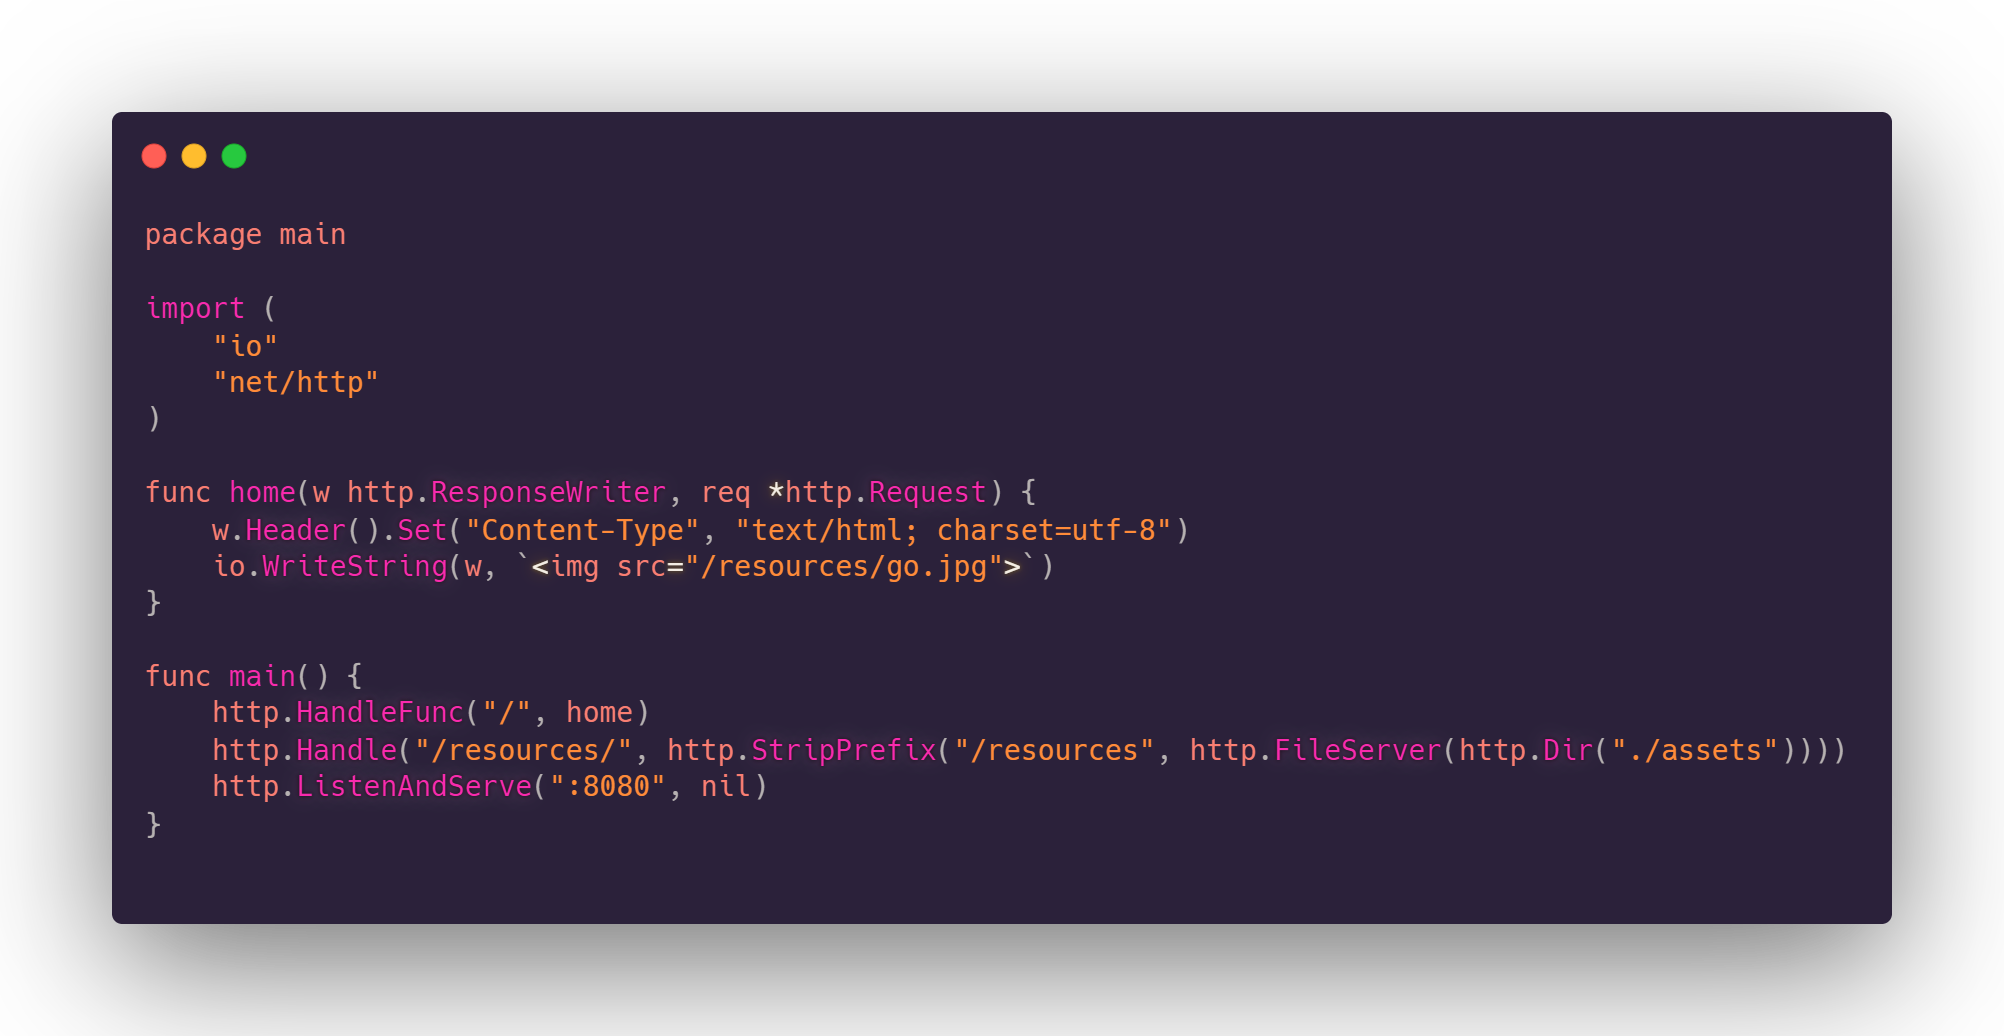 package main
import (
"io"
"net/http"
)
func home(w http.ResponseWriter, req *http.Request) {
w.Header().Set("Content-Type", "text/html; charset=utf-8")
io.WriteString(w, `<img src="/resources/go.jpg">`)
}
func main() {
http.HandleFunc("/", home)
http.Handle("/resources/", http.StripPrefix("/resources", http.FileServer(http.Dir("./assets"))))
http.ListenAndServe(":8080", nil)
}